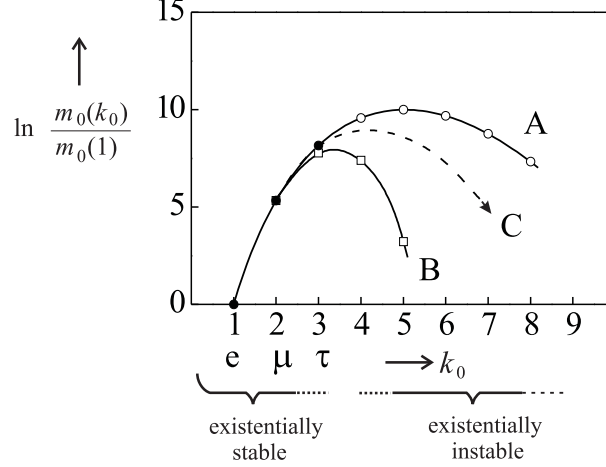 15
10
5
0
ln m₀(k₀) / m₀(1)
A
C
B
1 2 3 4 5 6 7 8 9
e μ τ
k₀
existentially stable
existentially instable